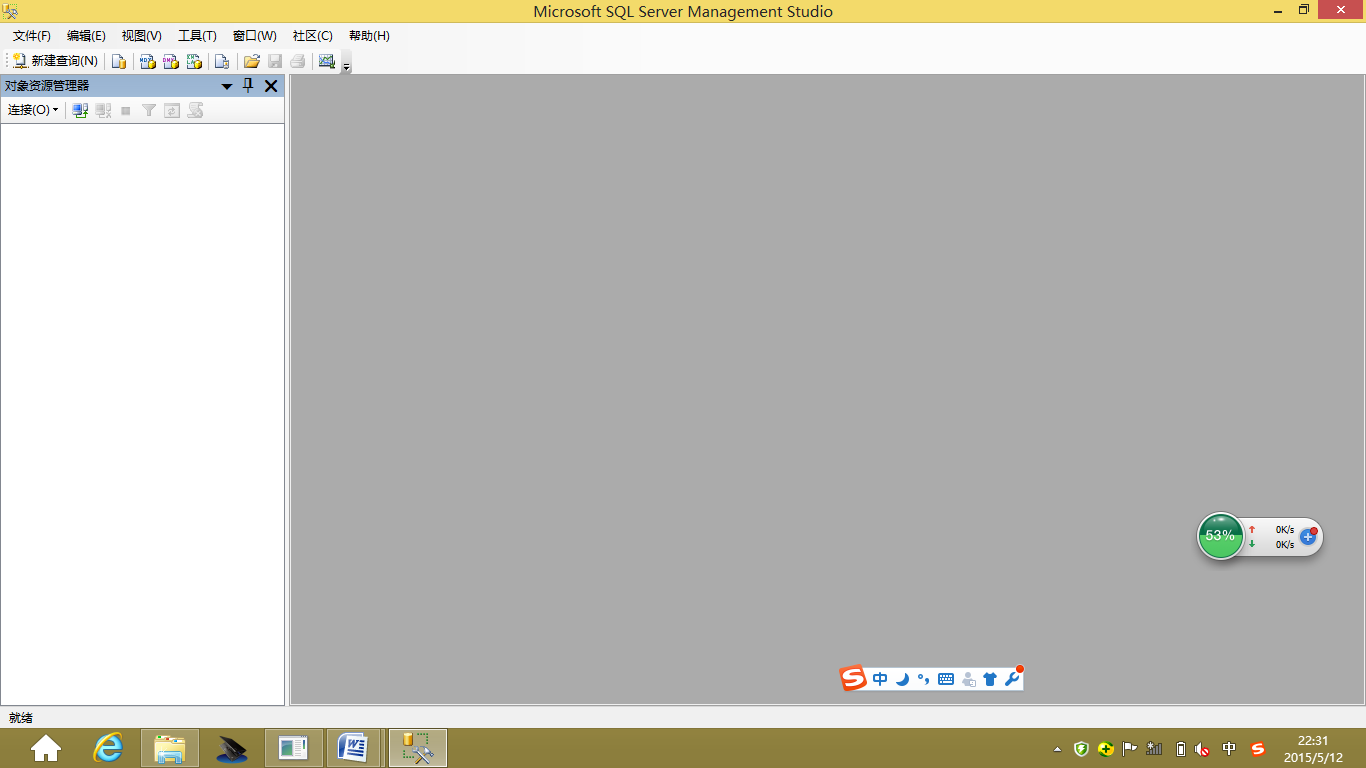 Microsoft SQL Server Management Studio
文件(F) 编辑(E) 视图(V) 工具(T) 窗口(W) 社区(C) 帮助(H)
新建查询(N)
对象资源管理器
连接(O)
53%
0K/s
0K/s
中
就绪
中
22:31
2015/5/12